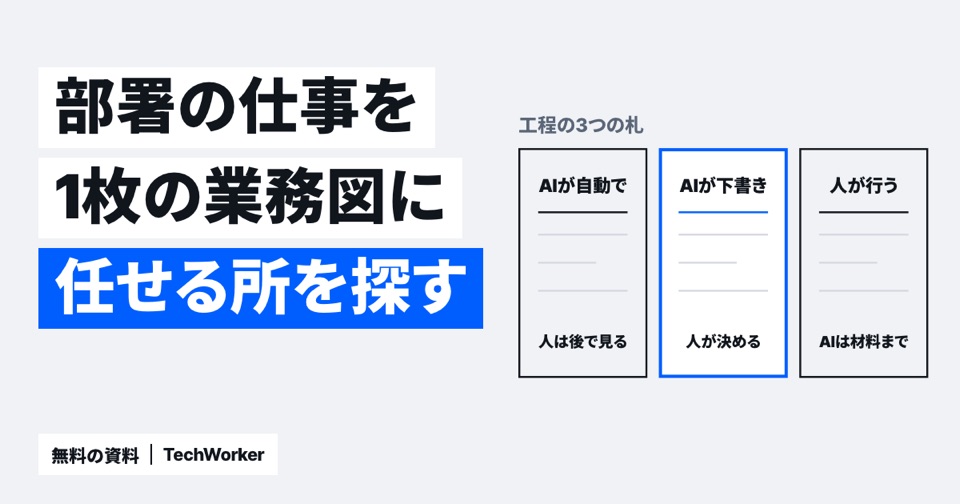 部署の仕事を
1枚の業務図に
任せる所を探す
工程の3つの札
AIが自動で
人は後で見る
AIが下書き
人が決める
人が行う
AIは材料まで
無料の資料 | TechWorker